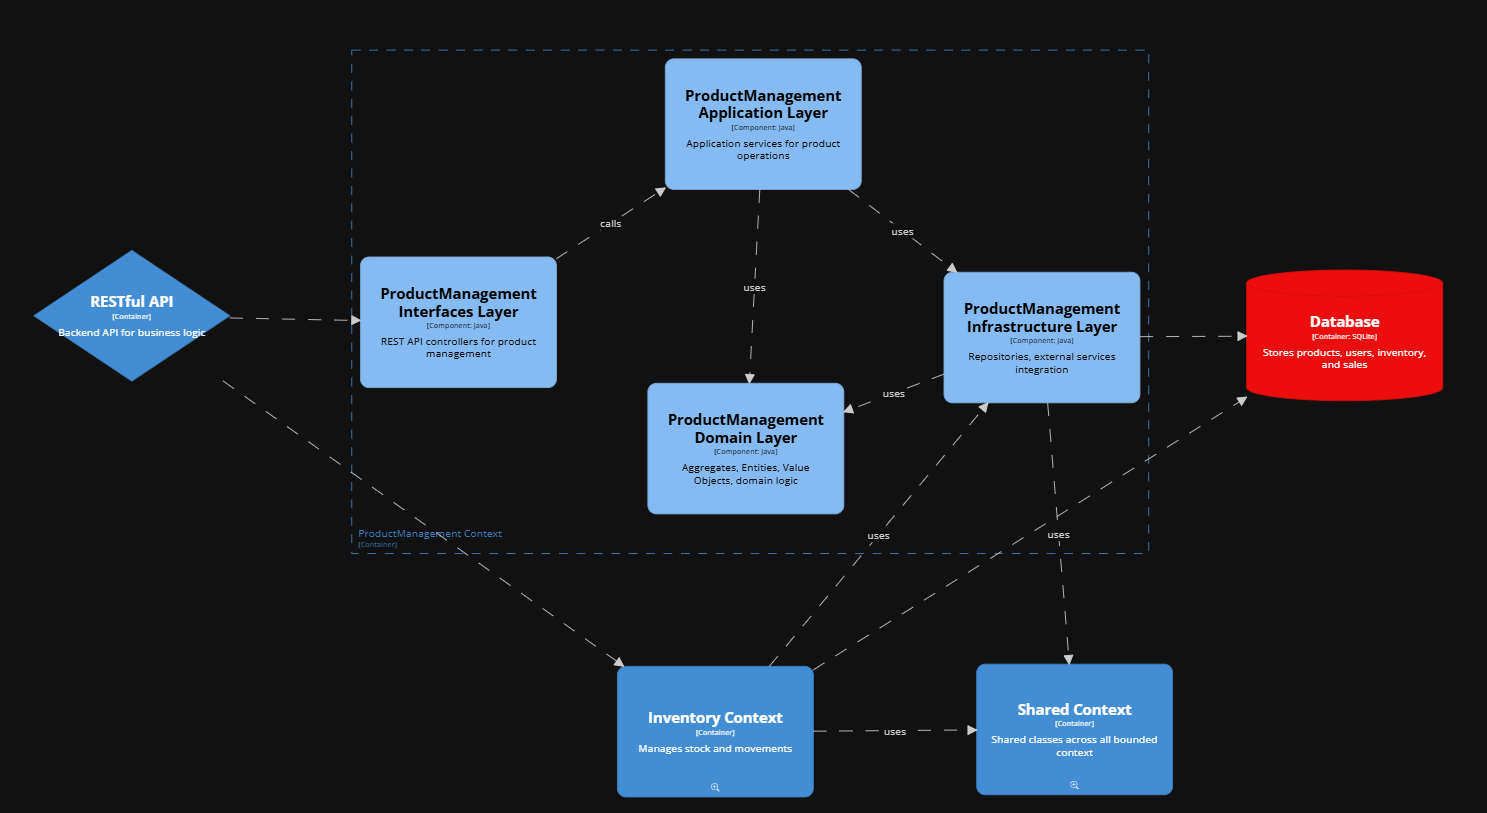 ProductManagement
Application Layer
[Component: Java]
Application services for product
operations
calls
uses
uses
RESTful API
[Container]
Backend API for business logic
ProductManagement
Interfaces Layer
[Component: Java]
REST API controllers for product
management
ProductManagement
Infrastructure Layer
[Component: Java]
Repositories, external services
integration
Database
[Container: SQLite]
Stores products, users, inventory,
and sales
uses
ProductManagement
Domain Layer
[Component: Java]
Aggregates, Entities, Value
Objects, domain logic
ProductManagement Context
[Container]
uses
uses
Inventory Context
[Container]
Manages stock and movements
uses
Shared Context
[Container]
Shared classes across all bounded
context